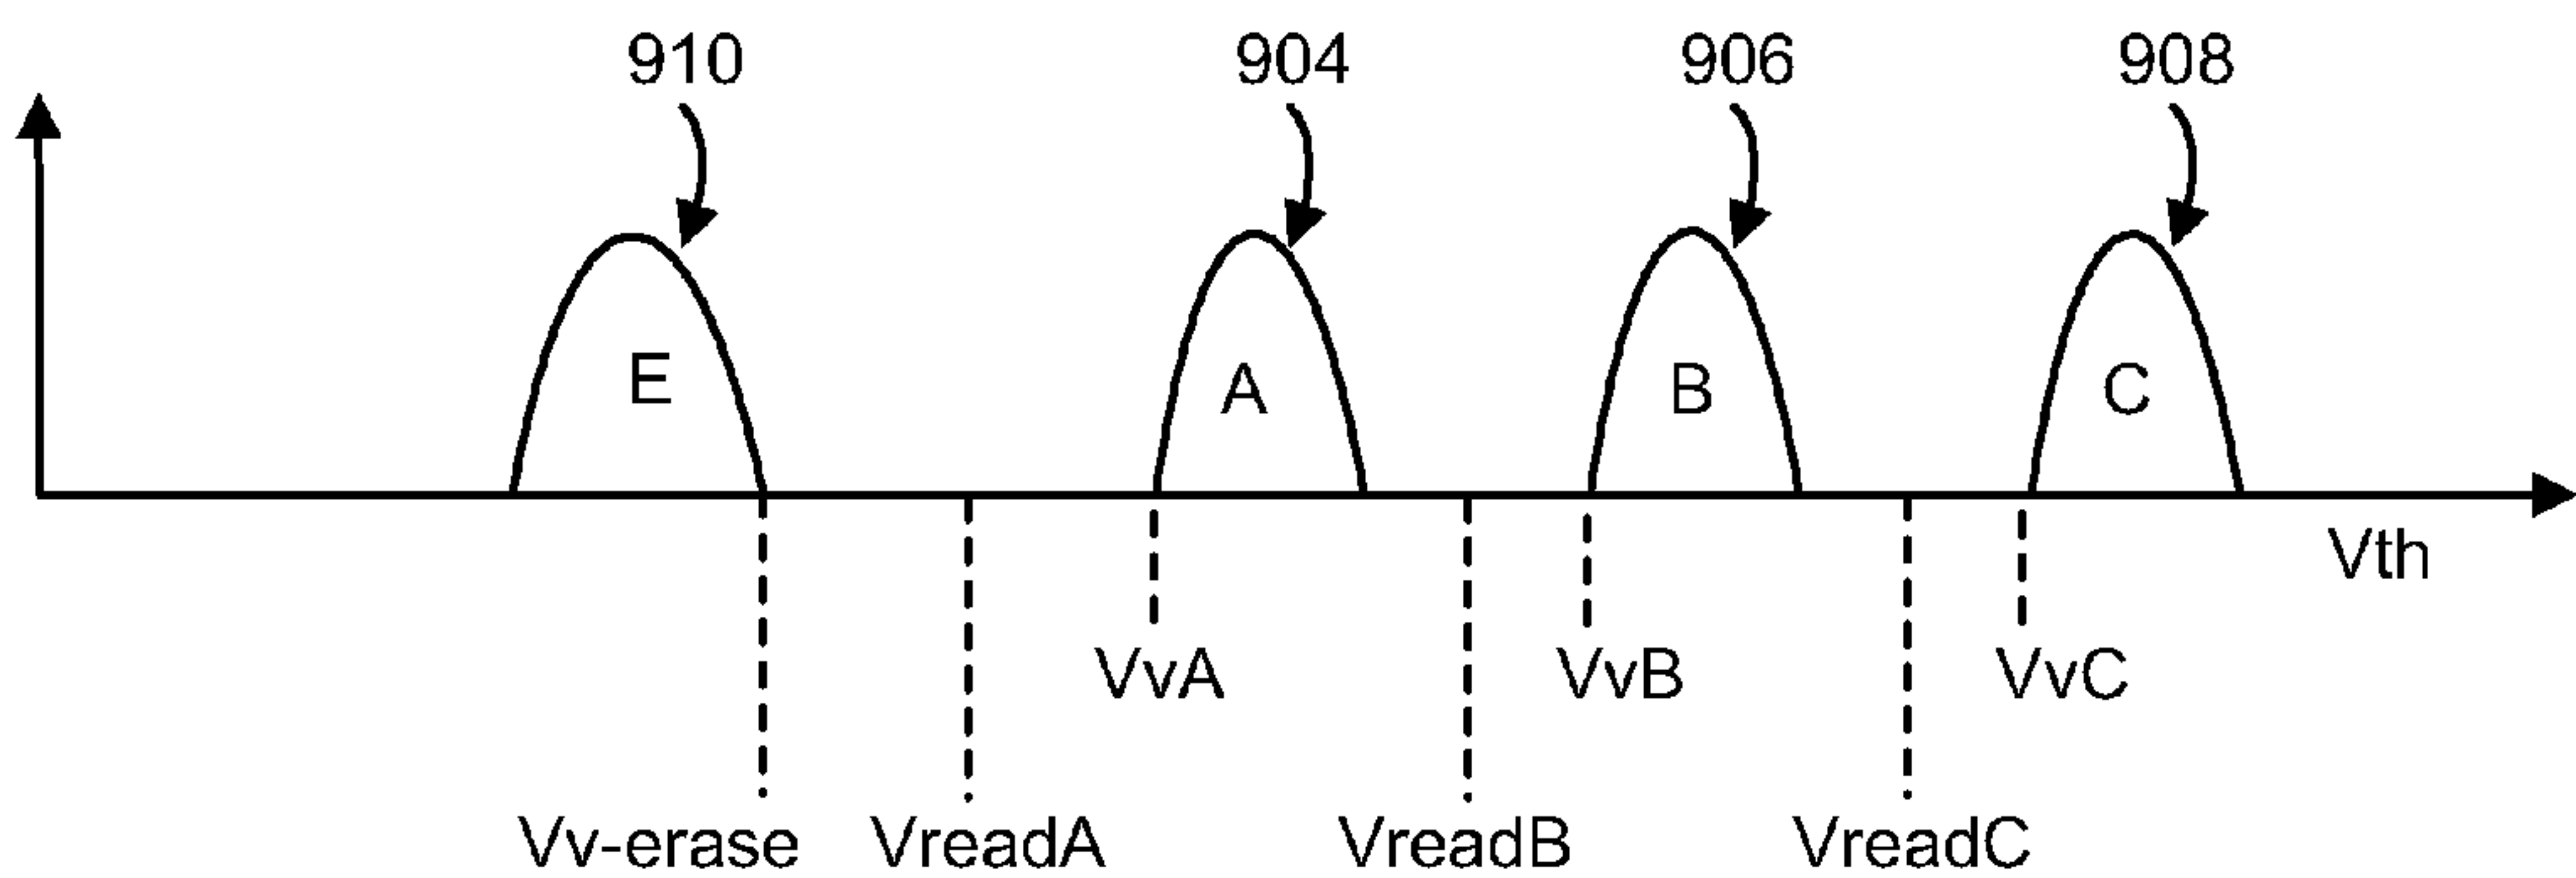 910 904 906 908
E A B C
Vth
VvA VvB VvC
Vv-erase VreadA VreadB VreadC